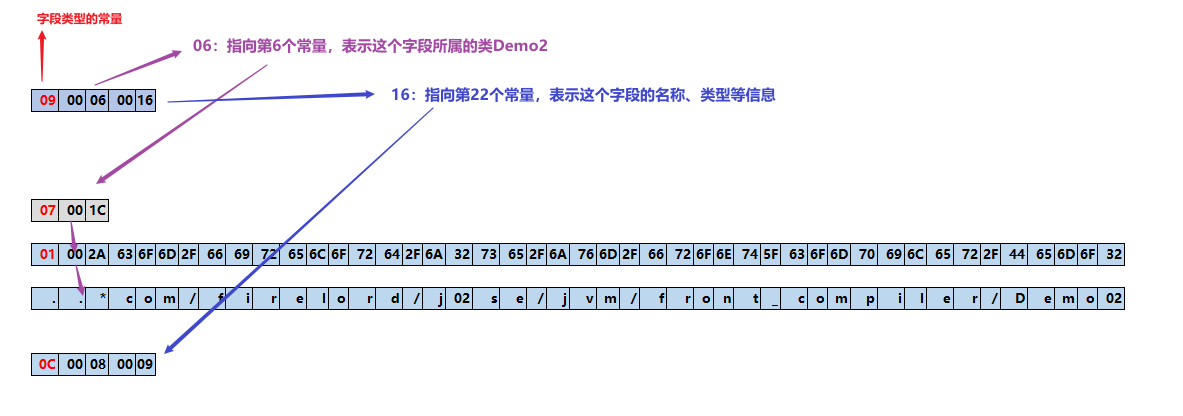 字段类型的常量
06：指向第6个常量，表示这个字段所属的类Demo2
09 00 06 00 16
16：指向第22个常量，表示这个字段的名称、类型等信息
07 00 1C
01 00 2A 63 6F 6D 2F 66 69 72 65 6C 6F 72 64 2F 6A 32 73 65 2F 6A 76 6D 2F 66 72 6F 6E 74 5F 63 6F 6D 70 69 6C 65 72 2F 44 65 6D 6F 32
. . * c o m / f i r e l o r d / j 02 s e / j v m / f r o n t _ c o m p i l e r / D e m o 02
0C 00 08 00 09